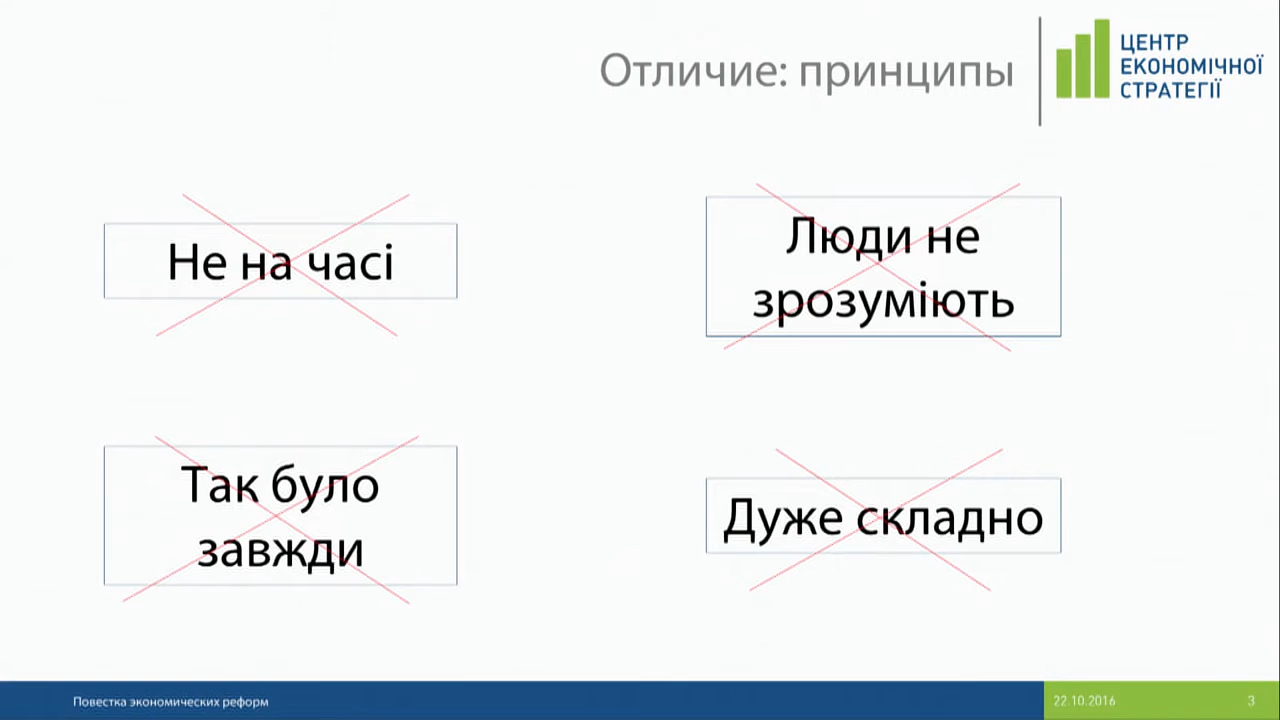 Отличие: принципы
ЦЕНТР
ЕКОНОМІЧНОЇ
СТРАТЕГІЇ
Не на часі
Люди не
зрозуміють
Так було
завжди
Дуже складно
Повестка экономических реформ
22.10.2016
3